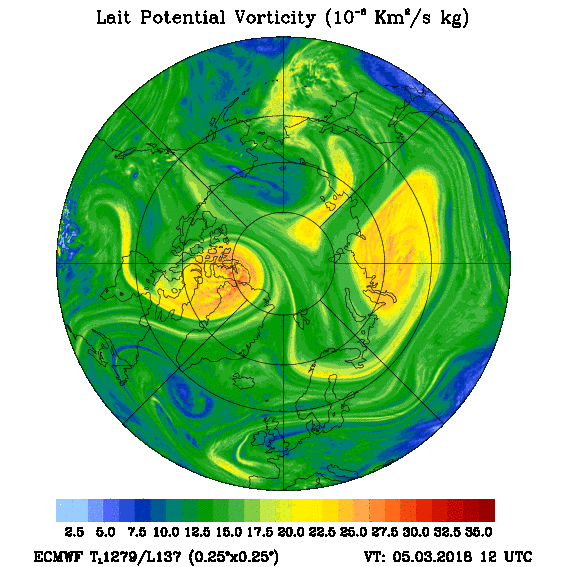 Lait Potential Vorticity (10⁻⁶ Km²/s kg)
2.5 5.0 7.5 10.0 12.5 15.0 17.5 20.0 22.5 25.0 27.5 30.0 32.5 35.0
ECMWF T_L1279/L137 (0.25°x0.25°) VT: 05.03.2018 12 UTC